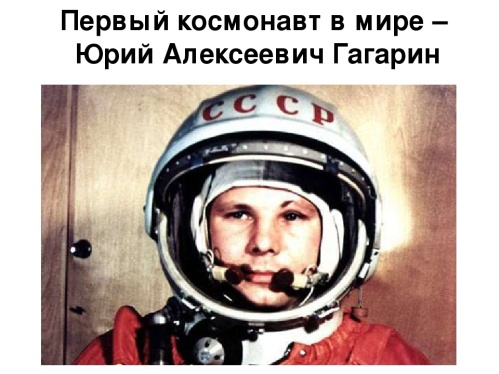 Первый космонавт в мире –
Юрий Алексеевич Гагарин
СССР